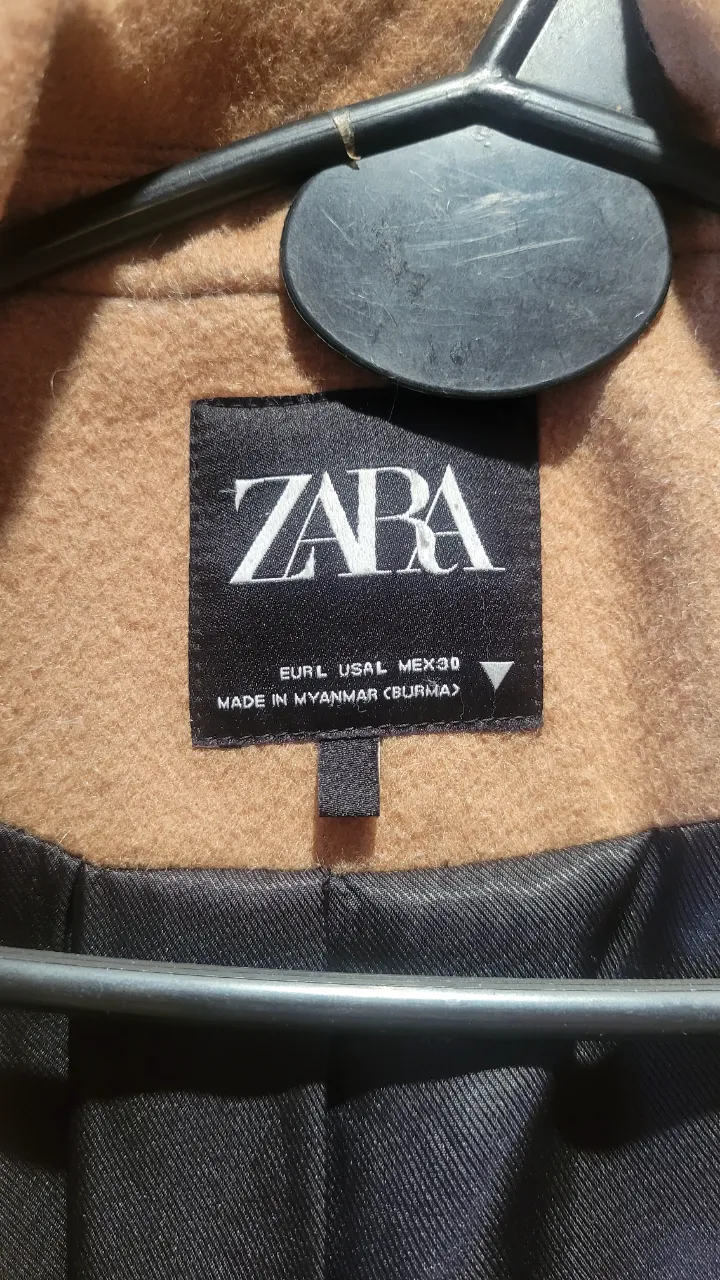 ZARA
EUR L USA L MEX 30
MADE IN MYANMAR (BURMA)